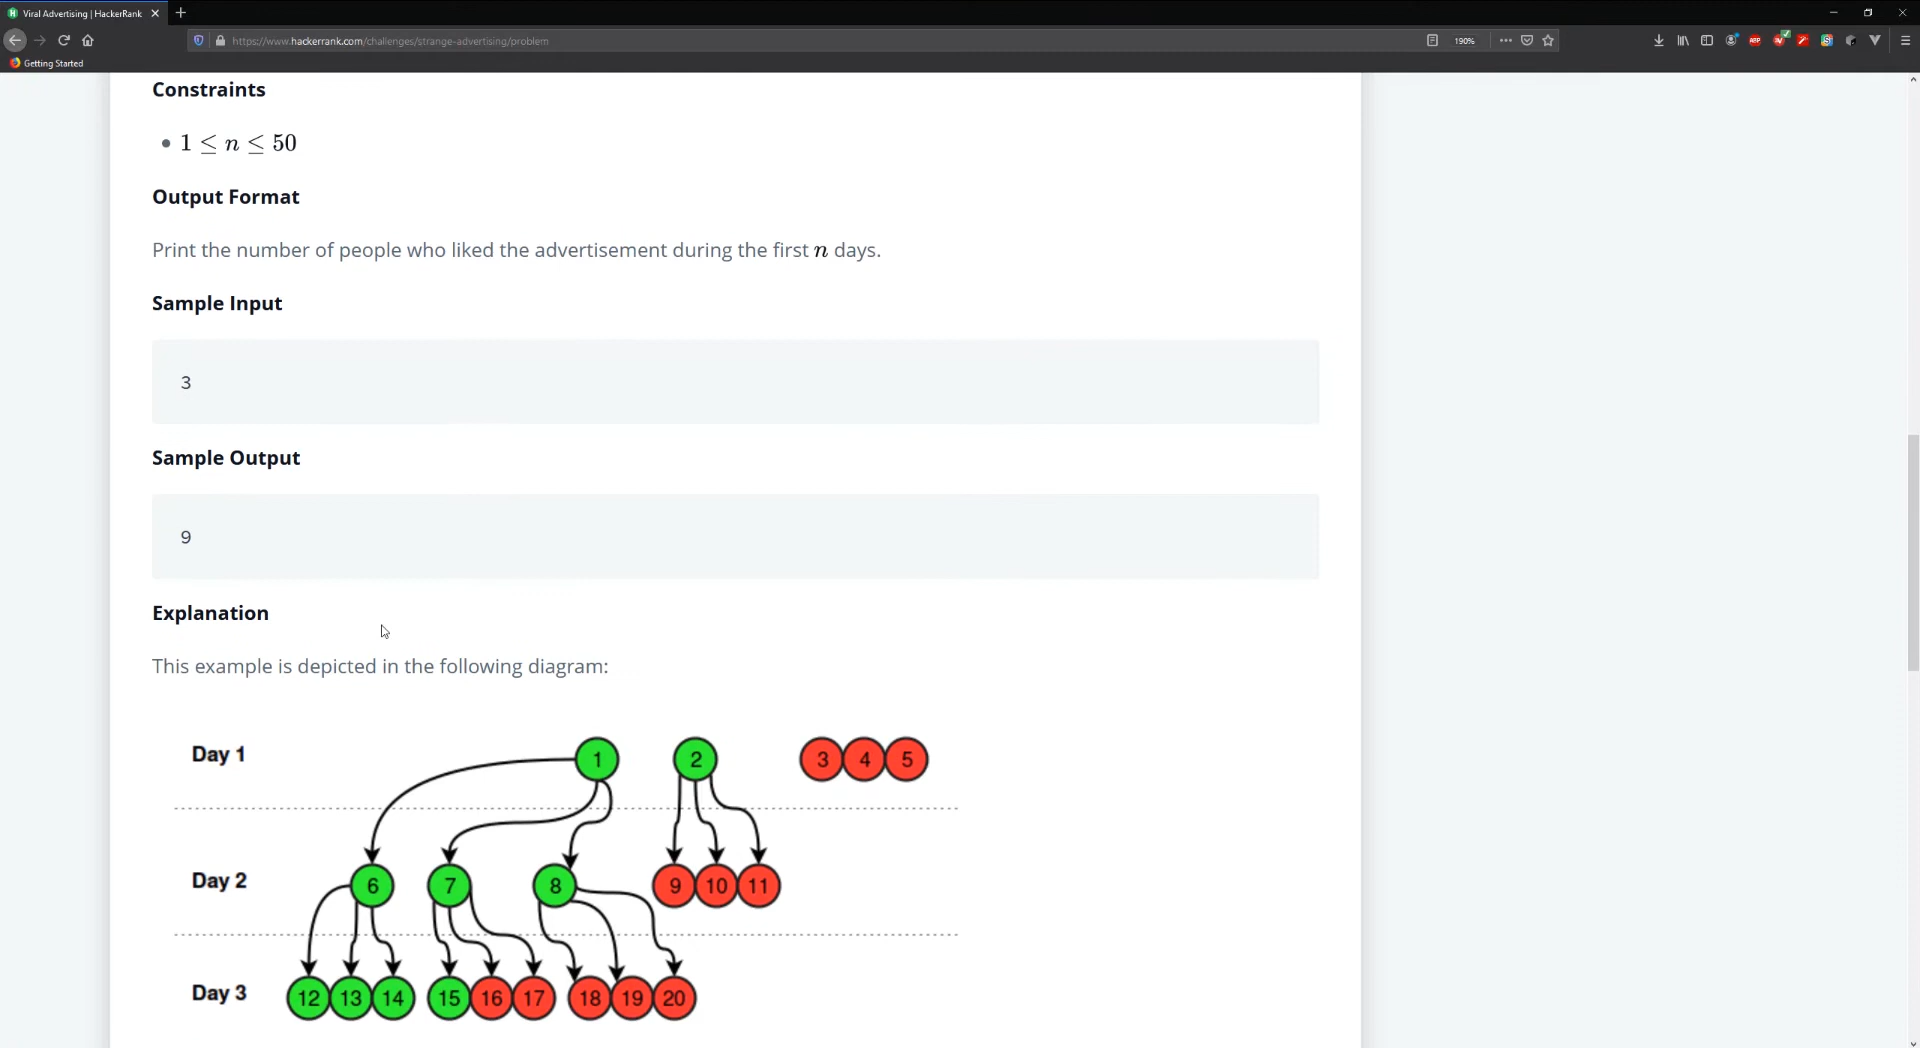 Viral Advertising | HackerRank
https://www.hackerrank.com/challenges/strange-advertising/problem
190%
Getting Started
Constraints
1 ≤ n ≤ 50
Output Format
Print the number of people who liked the advertisement during the first n days.
Sample Input
3
Sample Output
9
Explanation
This example is depicted in the following diagram:
Day 1 1 2 3 4 5
Day 2 6 7 8 9 10 11
Day 3 12 13 14 15 16 17 18 19 20